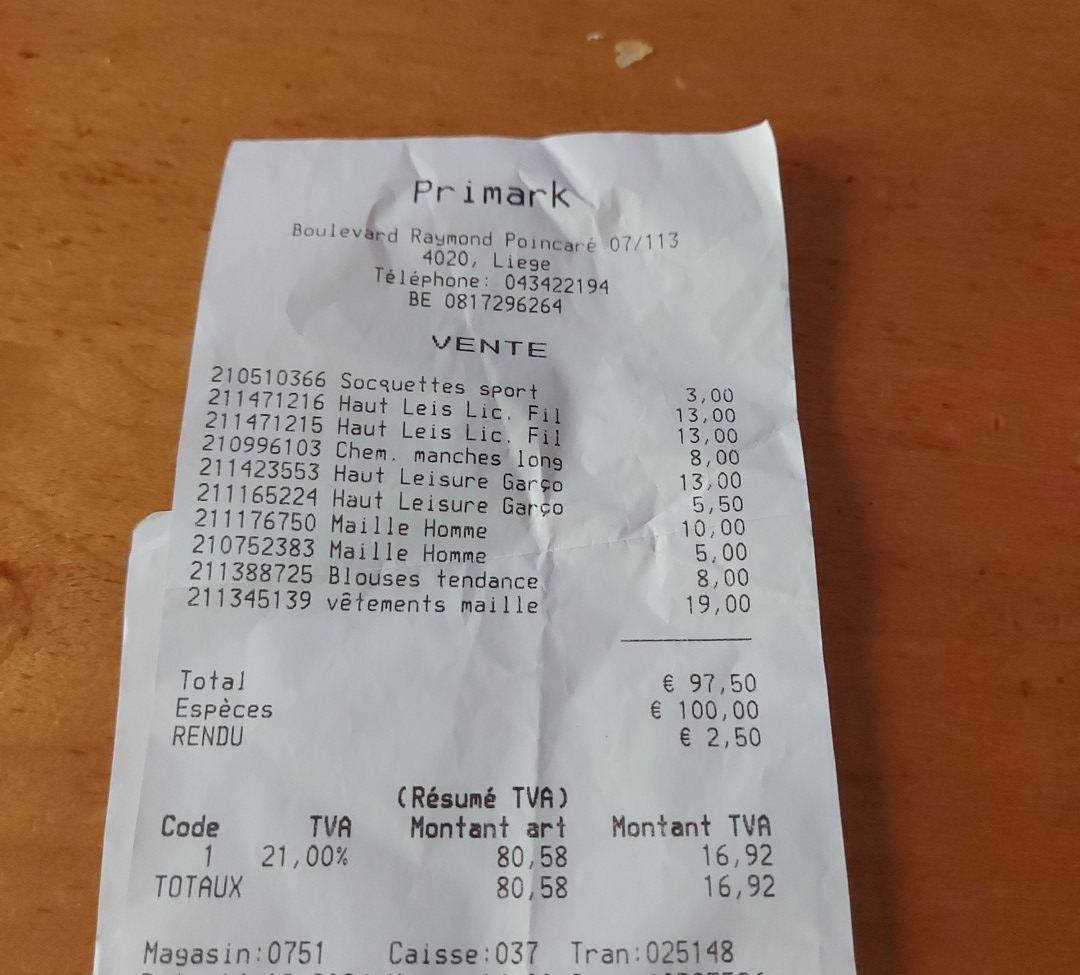 Primark
Boulevard Raymond Poincaré 07/113
4020, Liege
Téléphone: 043422194
BE 0817296264
VENTE
210510366 Socquettes sport 3,00
211471216 Haut Leis Lic. Fil 13,00
211471215 Haut Leis Lic. Fil 13,00
210996103 Chem. manches long 8,00
211423553 Haut Leisure Garço 13,00
211165224 Haut Leisure Garço 5,50
211176750 Maille Homme 10,00
210752383 Maille Homme 5,00
211388725 Blouses tendance 8,00
211345139 vêtements maille 19,00
Total € 97,50
Espèces € 100,00
RENDU € 2,50
(Résumé TVA)
Code TVA Montant art Montant TVA
1 21,00% 80,58 16,92
TOTAUX 80,58 16,92
Magasin:0751 Caisse:037 Tran:025148